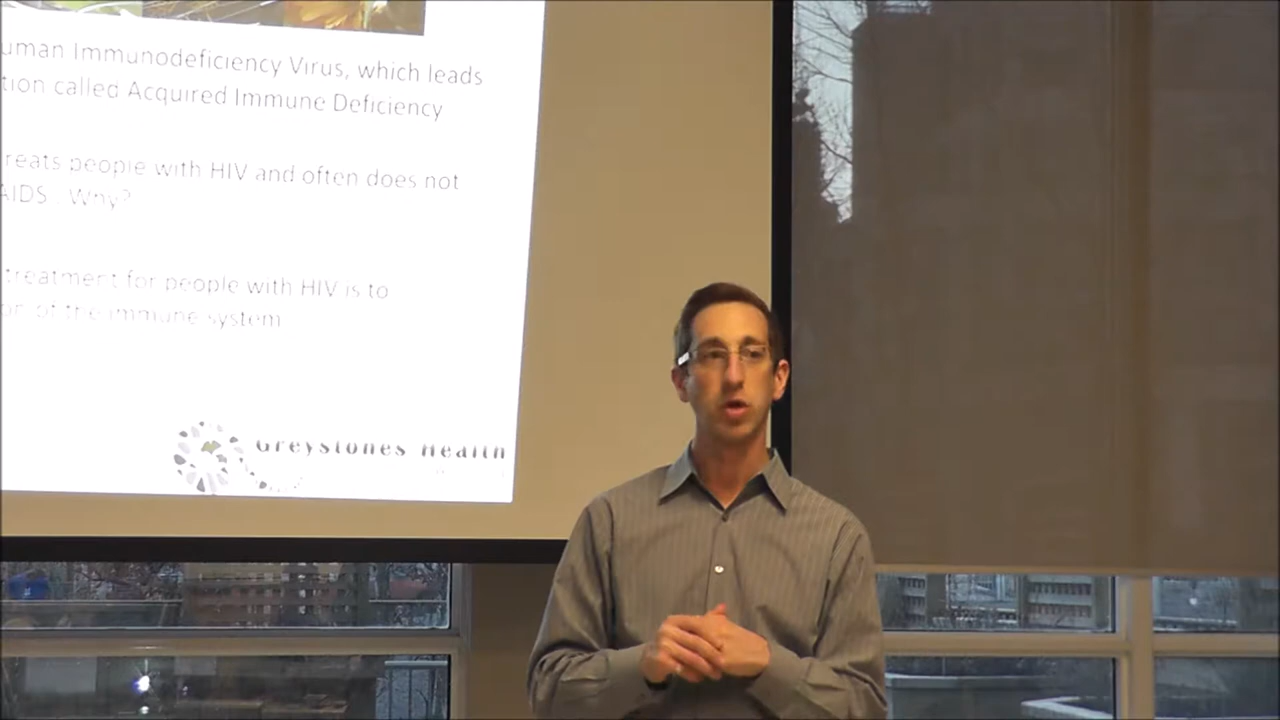 uman Immunodeficiency Virus, which leads
tion called Acquired Immune Deficiency
reats people with HIV and often does not
AIDS . Why?
treatment for people with HIV is to
on of the immune system
Greystones Health